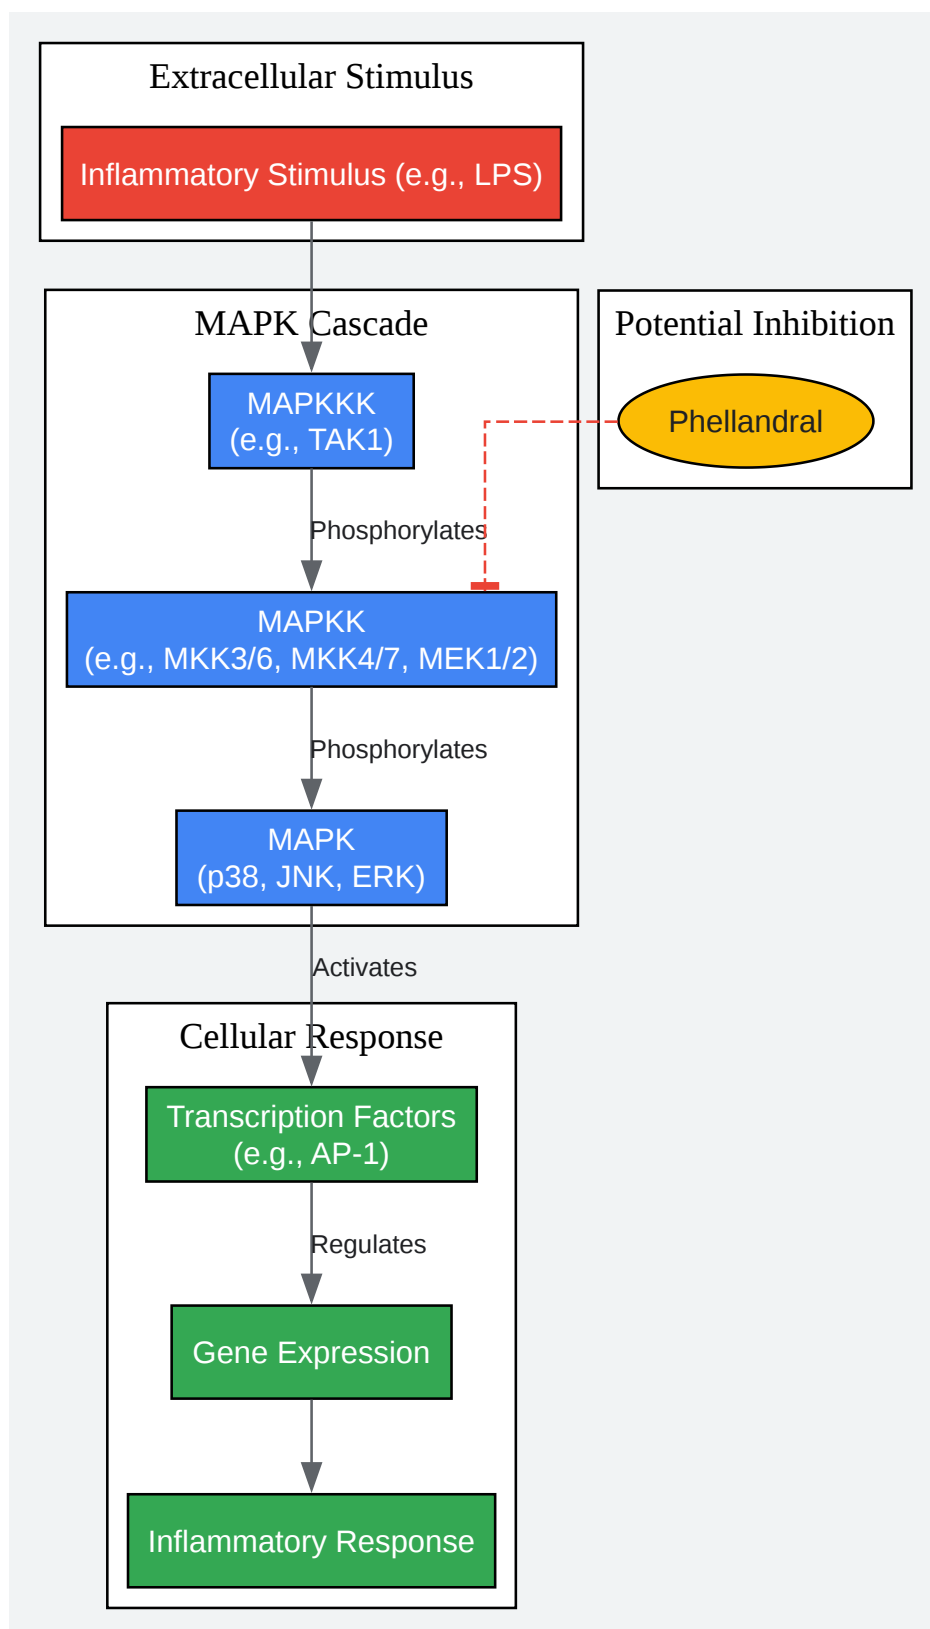 Extracellular Stimulus
Inflammatory Stimulus (e.g., LPS)
MAPK Cascade
Potential Inhibition
MAPKKK
(e.g., TAK1)
Phellandral
Phosphorylates
MAPKK
(e.g., MKK3/6, MKK4/7, MEK1/2)
Phosphorylates
MAPK
(p38, JNK, ERK)
Activates
Cellular Response
Transcription Factors
(e.g., AP-1)
Regulates
Gene Expression
Inflammatory Response